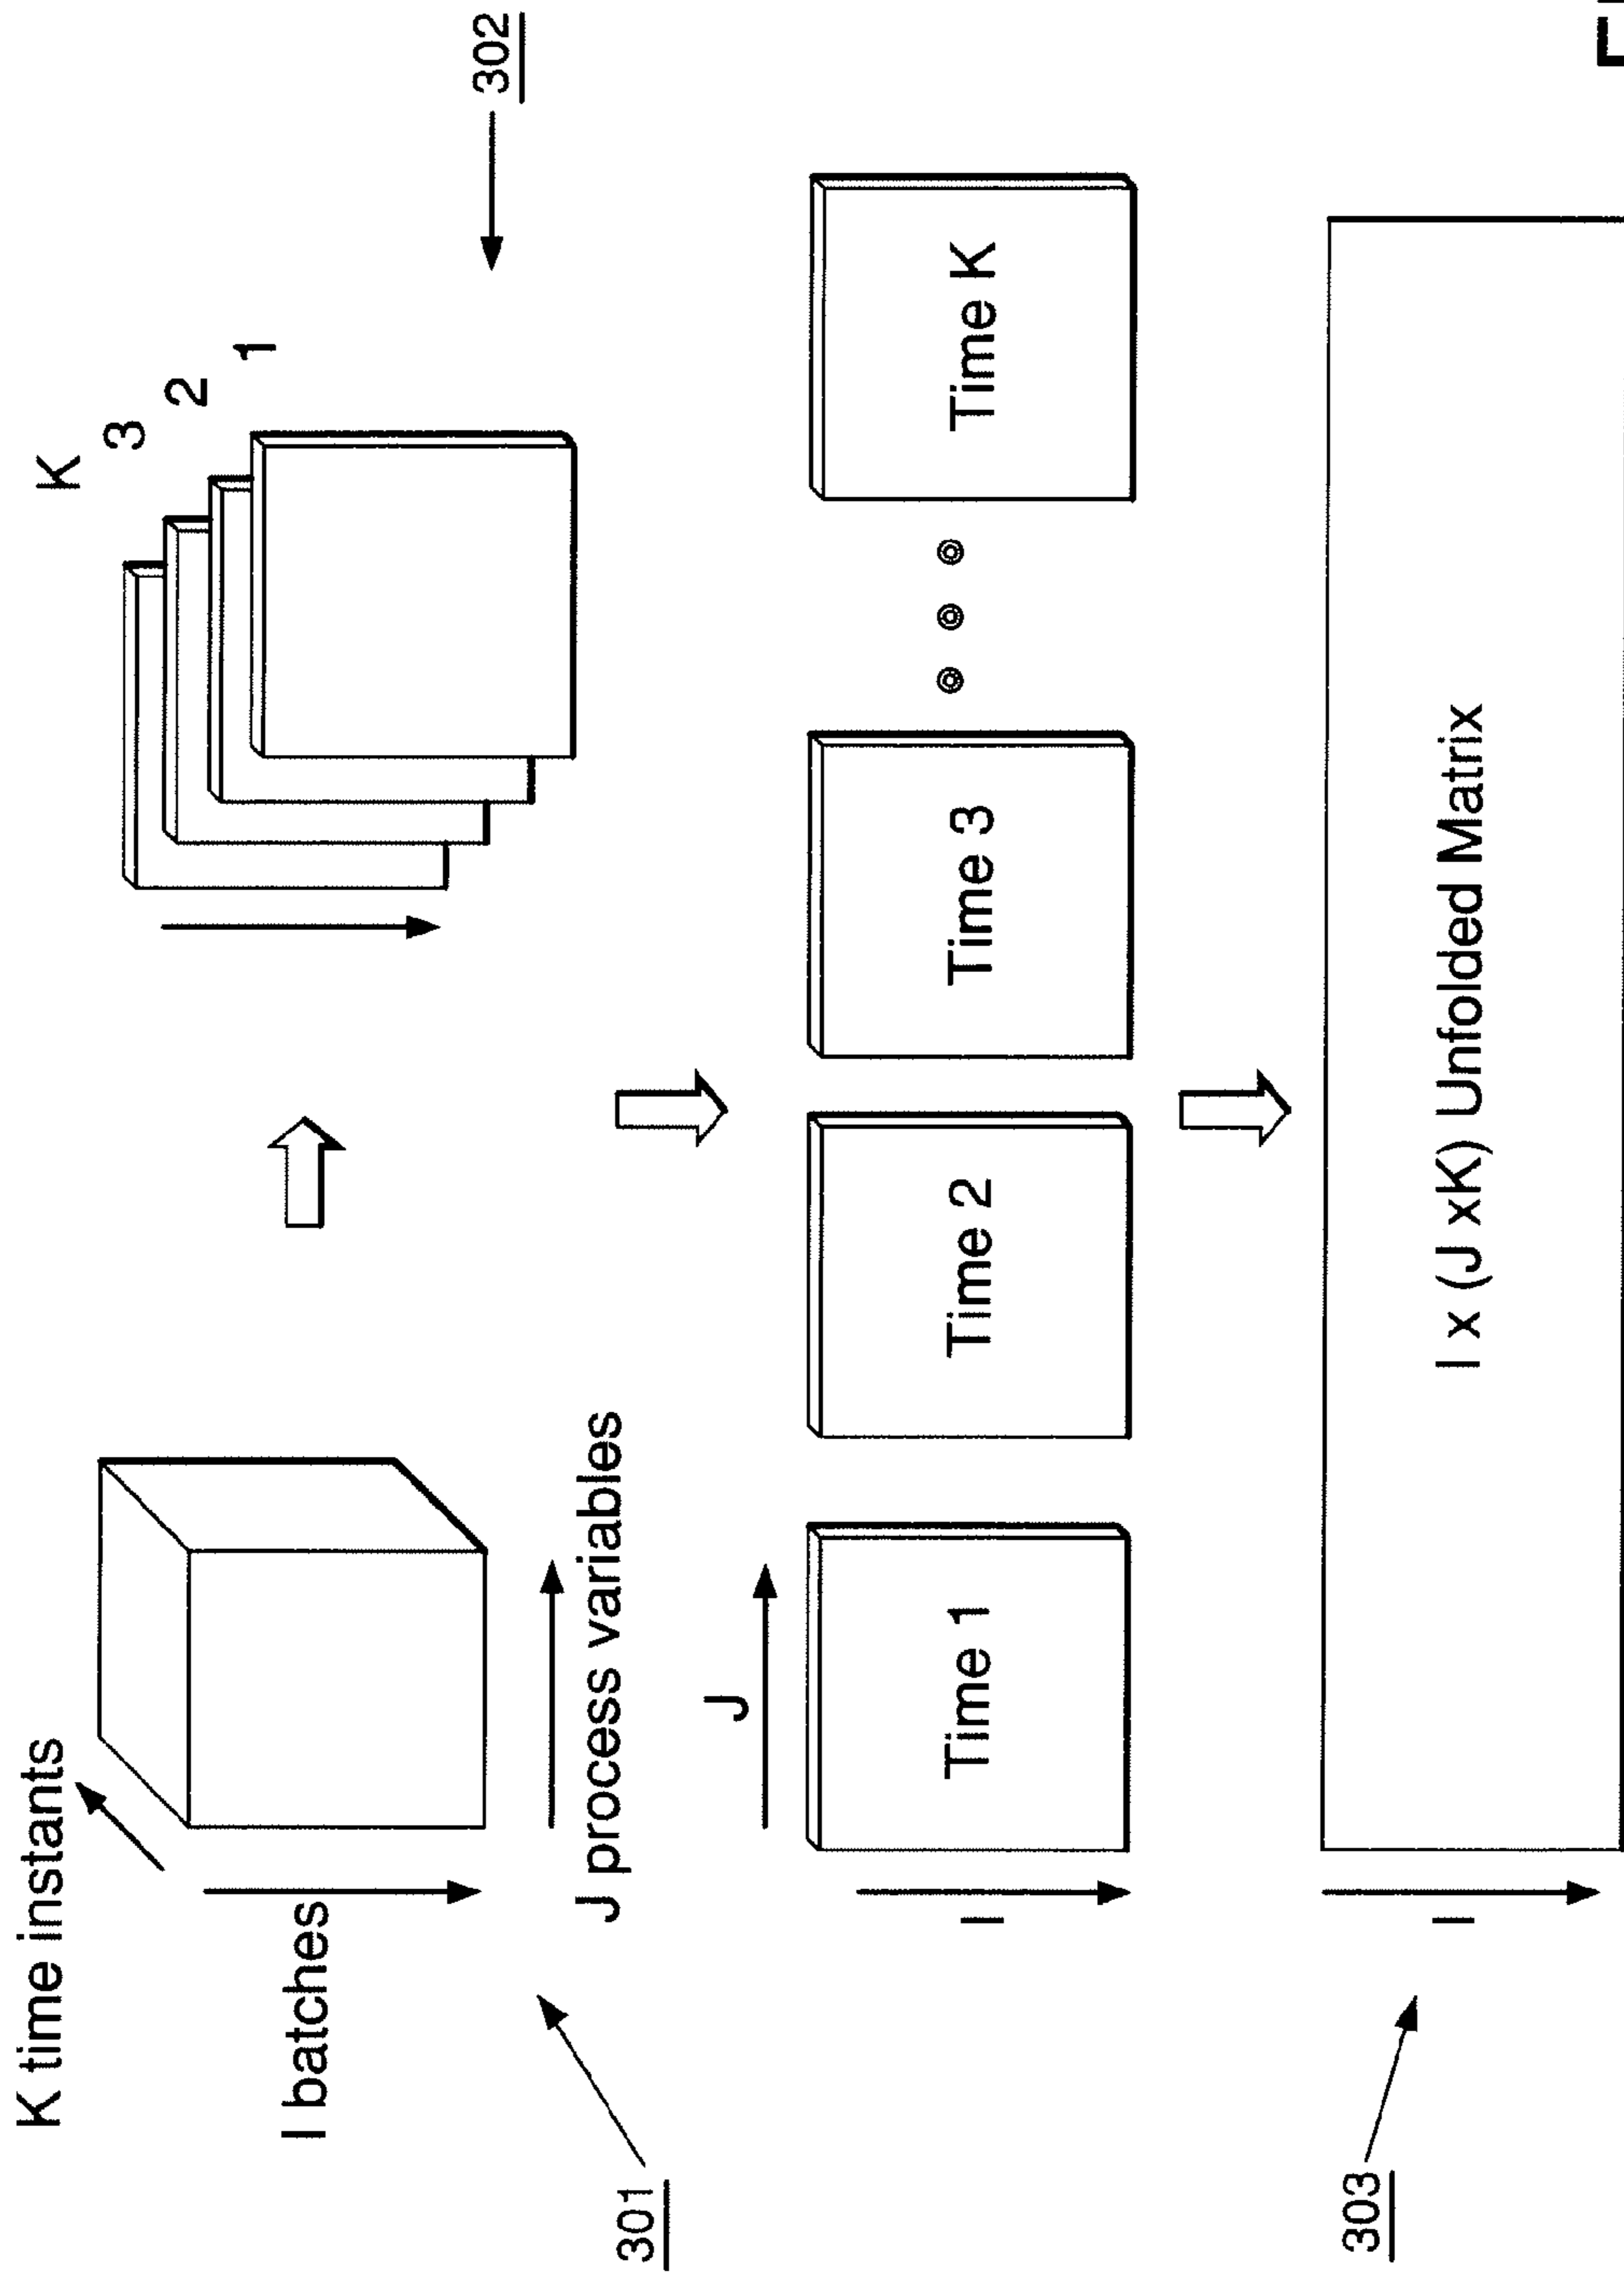 K time instants
I batches
J process variables
301
K
3
2
1
302
J
I
Time 1
Time 2
Time 3
Time K
I
I x (J xK) Unfolded Matrix
303